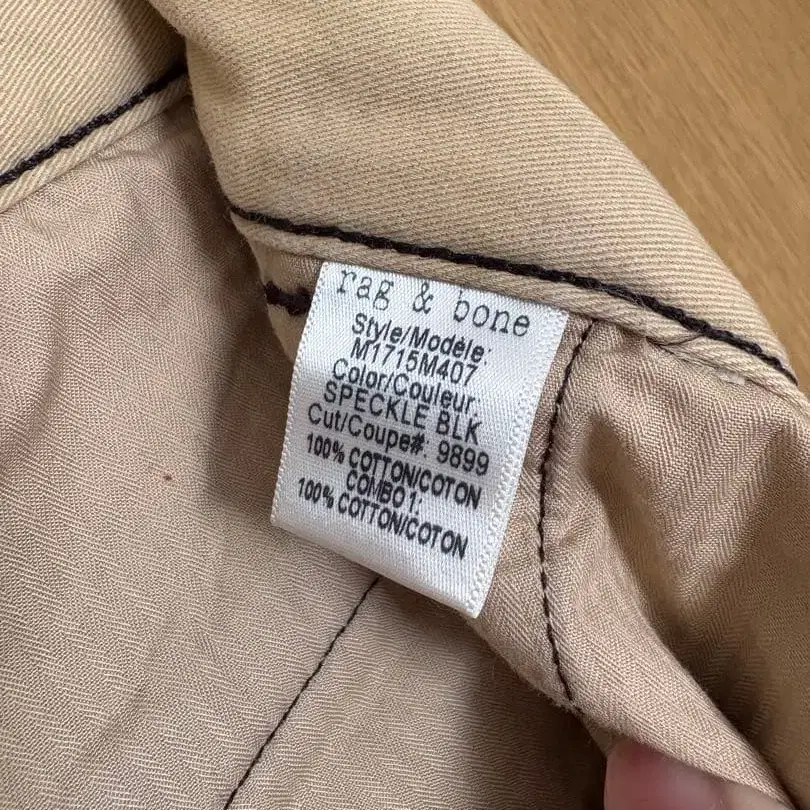 rag & bone
Style/Modèle:
M1715M407
Color/Couleur:
SPECKLE BLK
Cut/Coupe#: 9899
100% COTTON/COTON
COMBO1:
100% COTTON/COTON